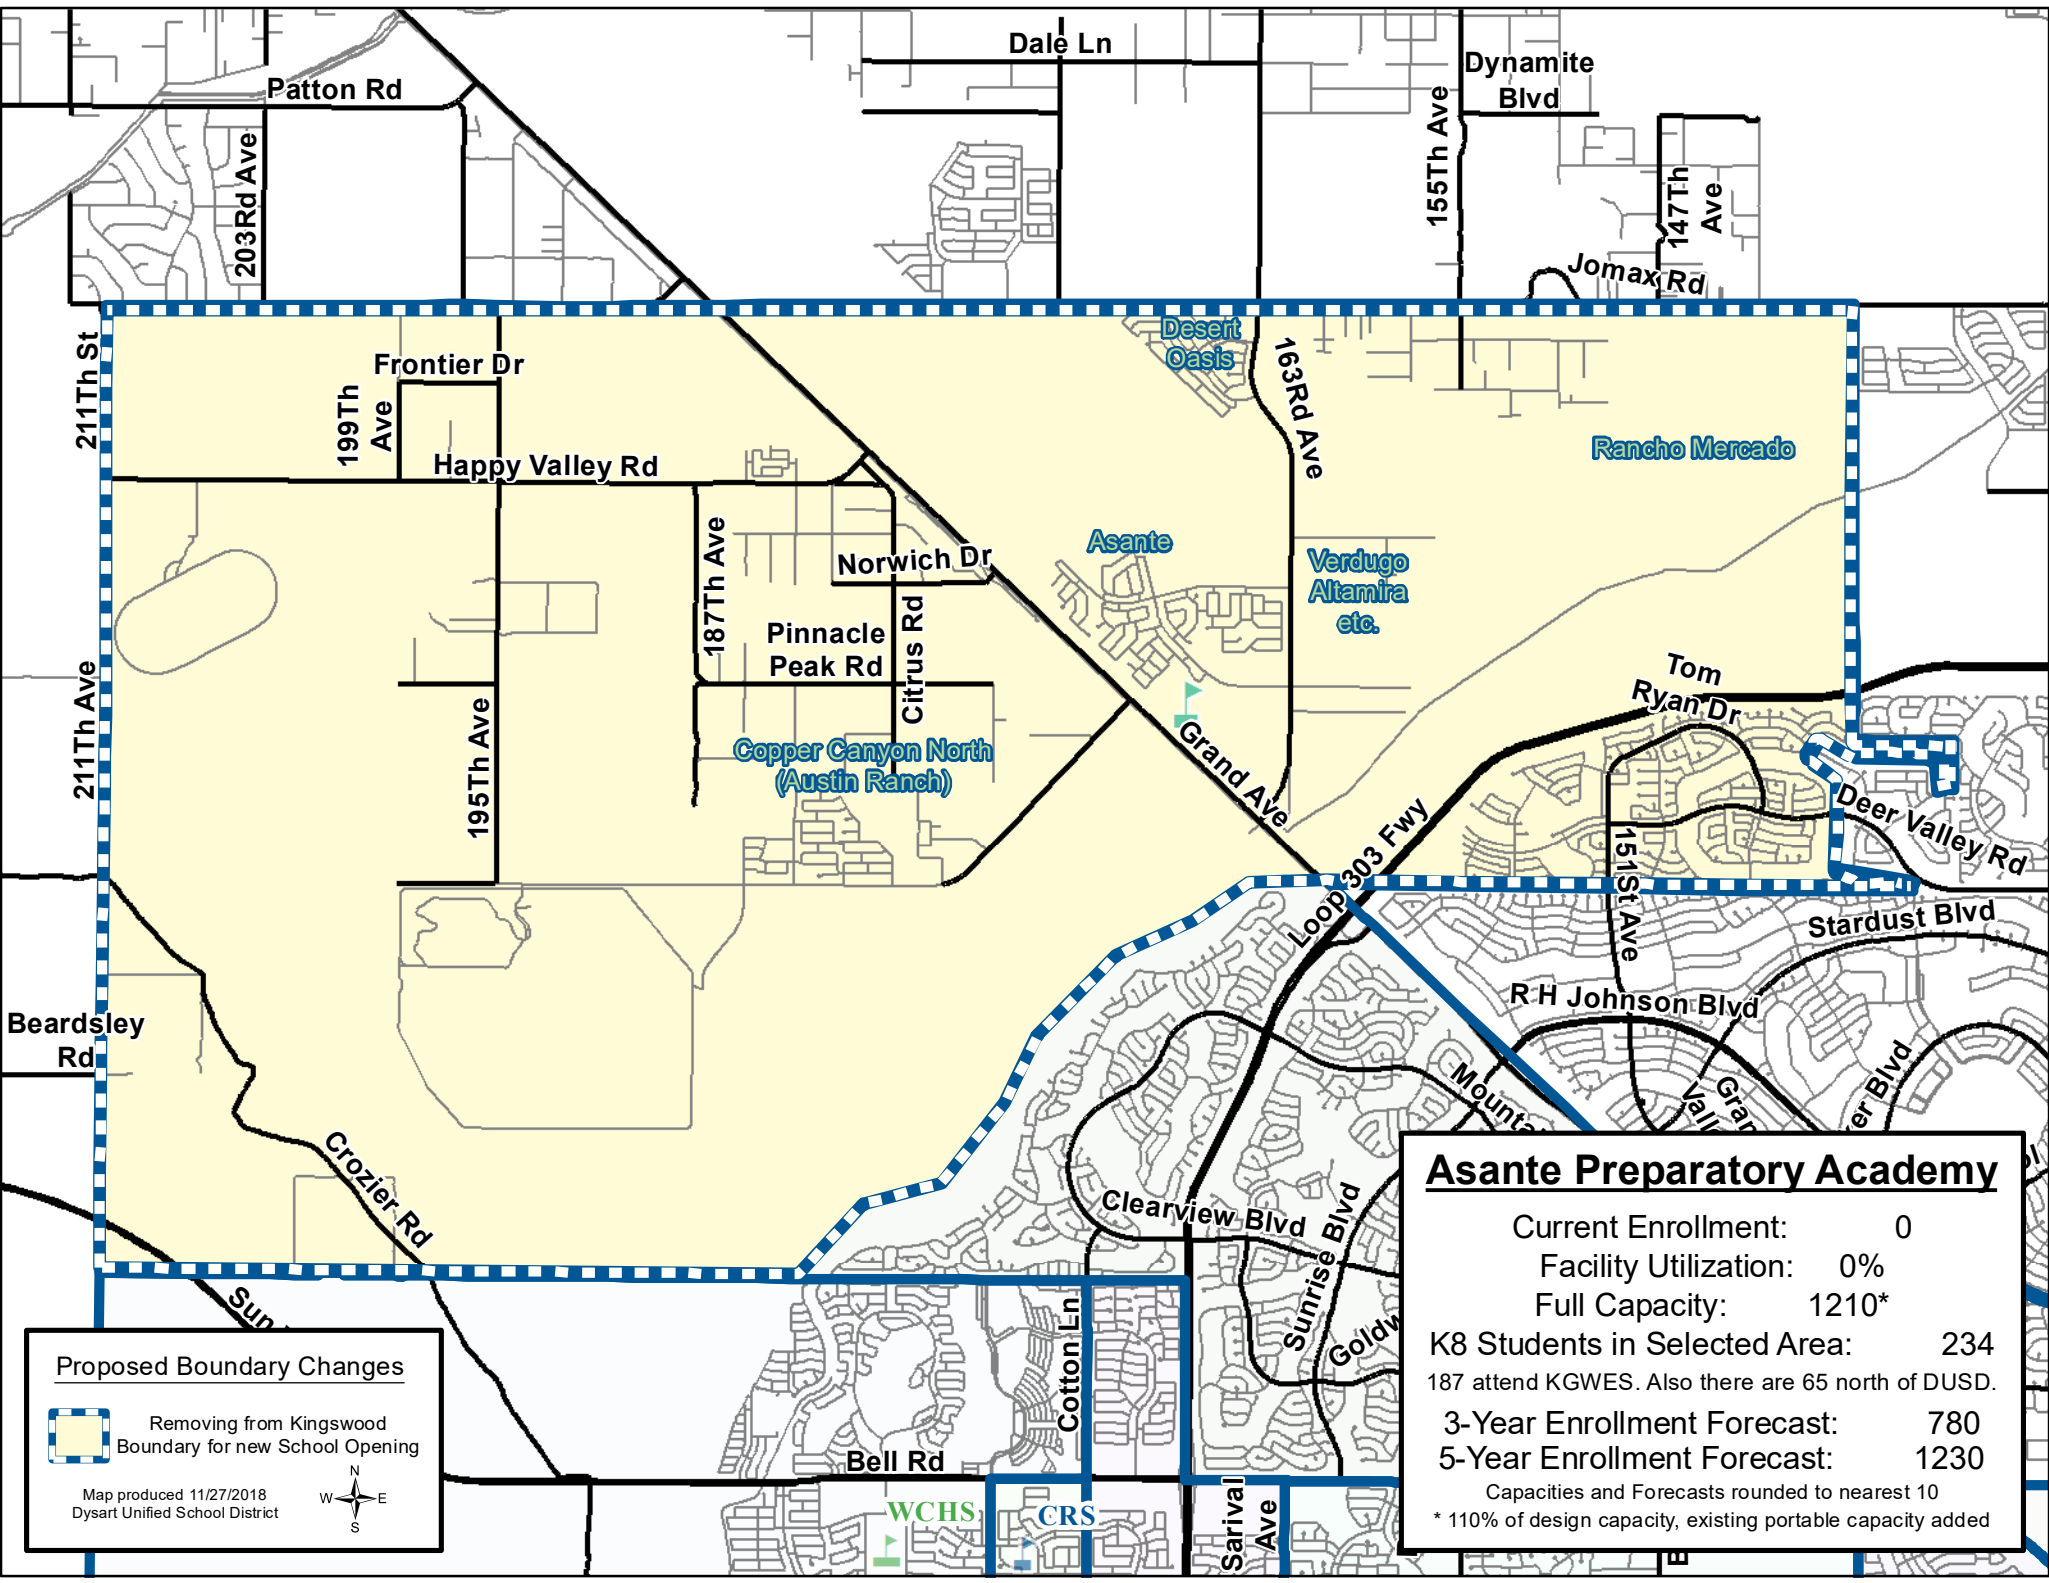 Dale Ln
Dynamite
Blvd
Patton Rd
155Th Ave
203Rd Ave
147Th
Ave
Jomax Rd
211Th St
Desert
Oasis
163Rd Ave
Frontier Dr
199Th
Ave
Rancho Mercado
Happy Valley Rd
187Th Ave
Norwich Dr
Asante
Verdugo
Altamira
etc.
Pinnacle
Peak Rd
Citrus Rd
211Th Ave
195Th Ave
Tom
Ryan Dr
Copper Canyon North
(Austin Ranch)
Grand Ave
Loop 303 Fwy
Deer Valley Rd
151St Ave
Stardust Blvd
R H Johnson Blvd
Beardsley
Rd
Crozier Rd
Clearview Blvd
Sunrise Blvd
Cotton Ln
Bell Rd
WCHS
CRS
Sarival
Ave
Asante Preparatory Academy
Current Enrollment: 0
Facility Utilization: 0%
Full Capacity: 1210*
K8 Students in Selected Area: 234
187 attend KGWES. Also there are 65 north of DUSD.
3-Year Enrollment Forecast: 780
5-Year Enrollment Forecast: 1230
Capacities and Forecasts rounded to nearest 10
* 110% of design capacity, existing portable capacity added
Proposed Boundary Changes
Removing from Kingswood
Boundary for new School Opening
Map produced 11/27/2018
Dysart Unified School District
N
W E
S